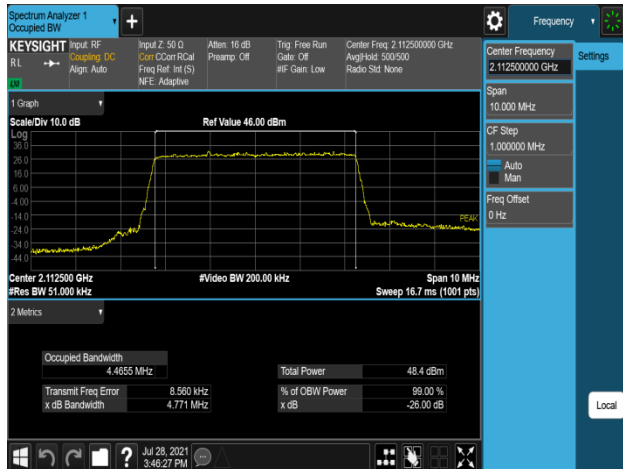 Spectrum Analyzer 1
Occupied BW
+
Frequency
KEYSIGHT
RL
Input: RF
Coupling: DC
Align: Auto
Input Z: 50 Ω
Corr CCorr RCal
Freq Ref: Int (S)
NFE: Adaptive
Atten: 16 dB
Preamp: Off
Trig: Free Run
Gate: Off
#IF Gain: Low
Center Freq: 2.112500000 GHz
Avg|Hold: 500/500
Radio Std: None
Center Frequency
2.112500000 GHz
Settings
Span
10.000 MHz
CF Step
1.000000 MHz
Auto
Man
Freq Offset
0 Hz
Local
1 Graph
Scale/Div 10.0 dB
Ref Value 46.00 dBm
Log
36.0
26.0
16.0
6.00
-4.00
-14.0
-24.0
-34.0
-44.0
PEAK
Center 2.112500 GHz
#Video BW 200.00 kHz
Span 10 MHz
#Res BW 51.000 kHz
Sweep 16.7 ms (1001 pts)
2 Metrics
Occupied Bandwidth
4.4655 MHz
Total Power 48.4 dBm
Transmit Freq Error 8.560 kHz
% of OBW Power 99.00 %
x dB Bandwidth 4.771 MHz
x dB -26.00 dB
?
Jul 28, 2021
3:46:27 PM